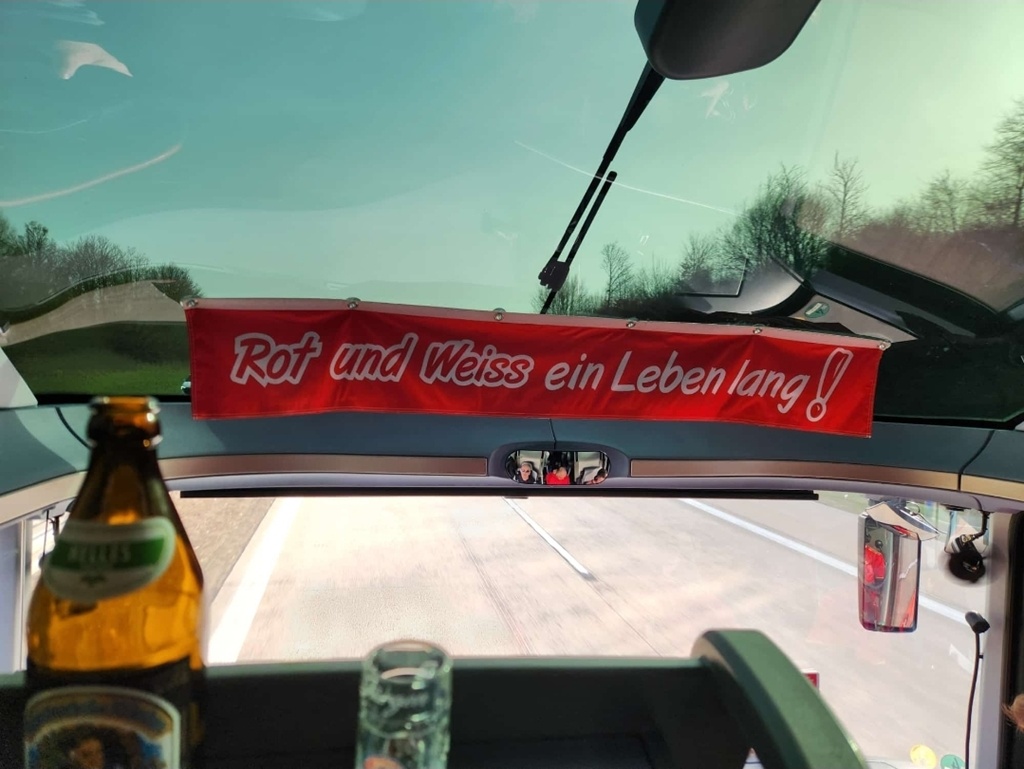 Rot und Weiss ein Leben lang!
HELLES